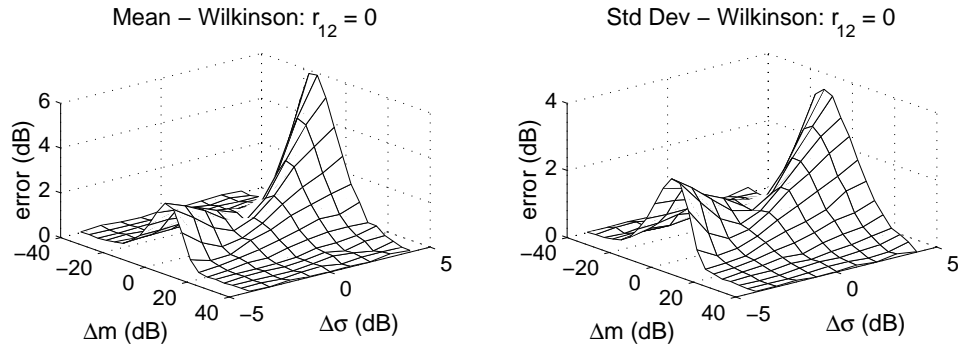 Mean – Wilkinson: r12 = 0
6
4
2
0
error (dB)
−40
−20
0
20
40
Δm (dB)
−5
0
5
Δσ (dB)
Std Dev – Wilkinson: r12 = 0
4
2
0
error (dB)
−40
−20
0
20
40
Δm (dB)
−5
0
5
Δσ (dB)